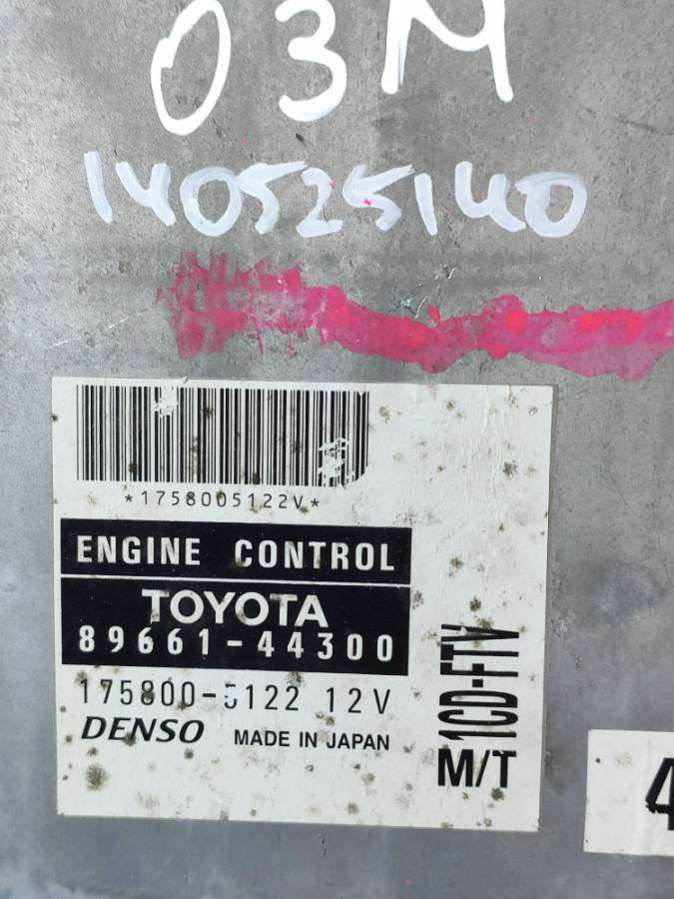 03M
140525140
*1758005122V*
ENGINE CONTROL
TOYOTA
89661-44300
175800-5122 12V
DENSO MADE IN JAPAN
1CD-FTV
M/T
4